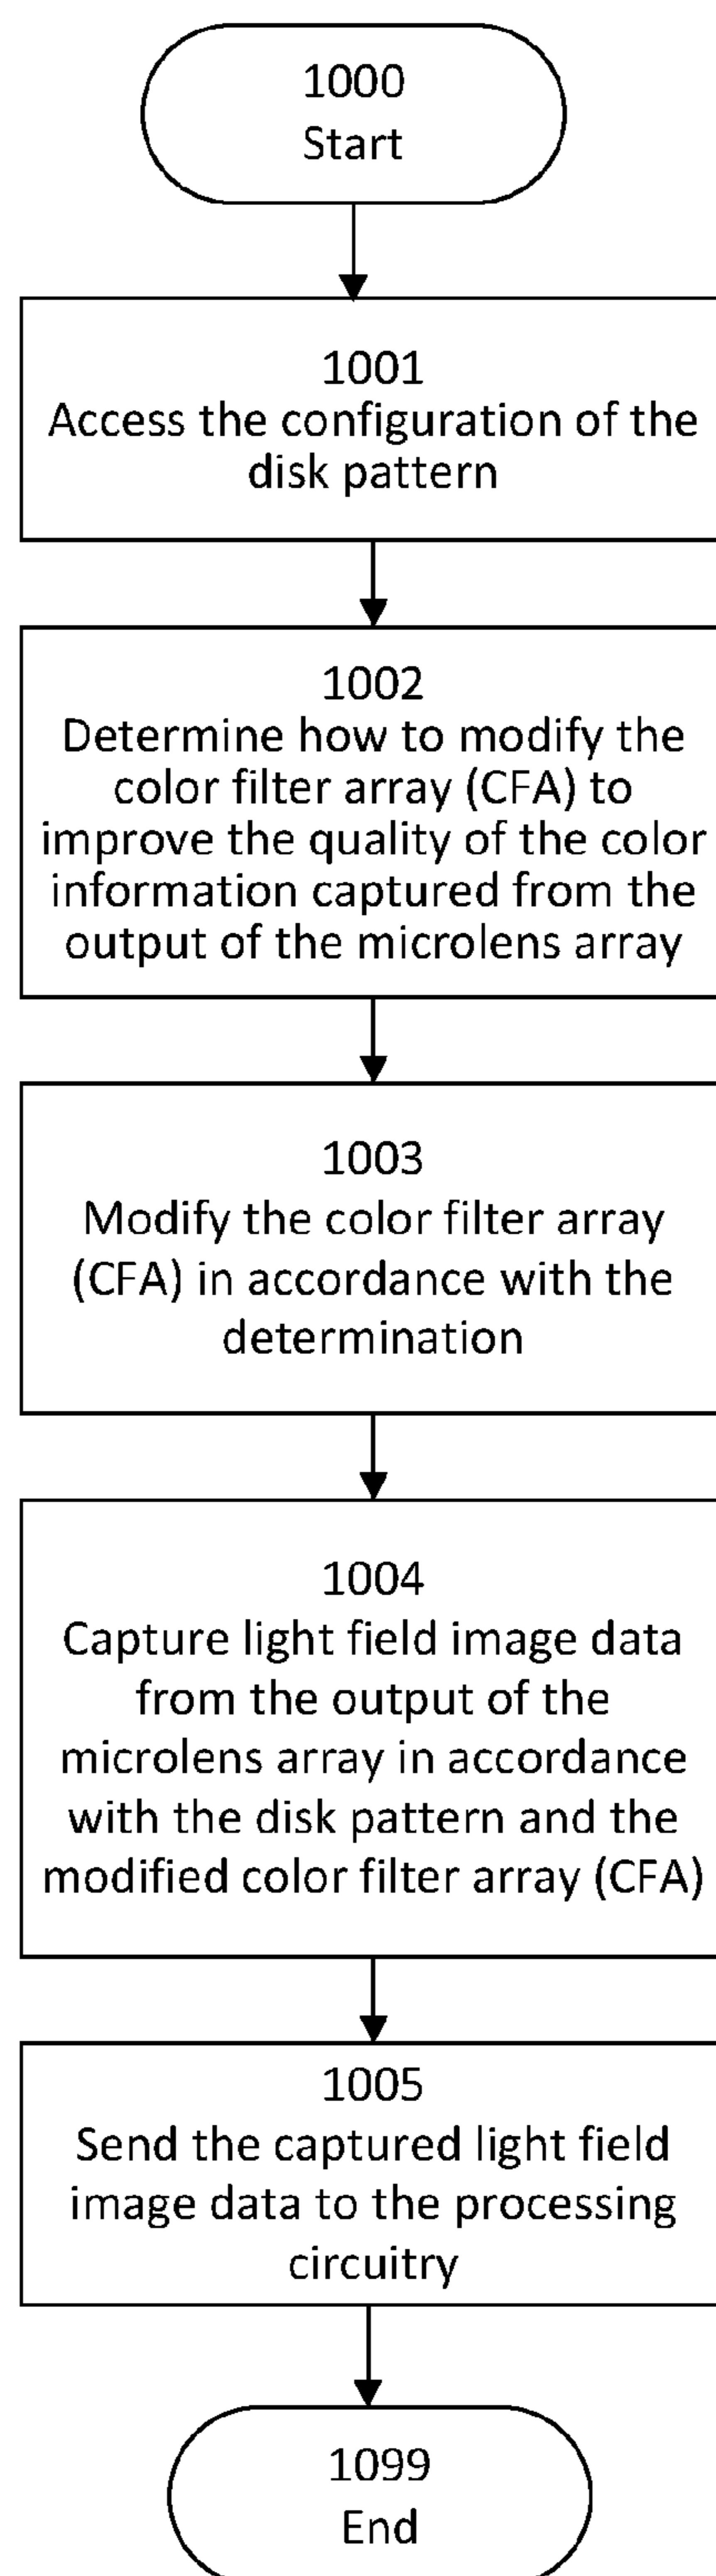 1000
Start
1001
Access the configuration of the
disk pattern
1002
Determine how to modify the
color filter array (CFA) to
improve the quality of the color
information captured from the
output of the microlens array
1003
Modify the color filter array
(CFA) in accordance with the
determination
1004
Capture light field image data
from the output of the
microlens array in accordance
with the disk pattern and the
modified color filter array (CFA)
1005
Send the captured light field
image data to the processing
circuitry
1099
End